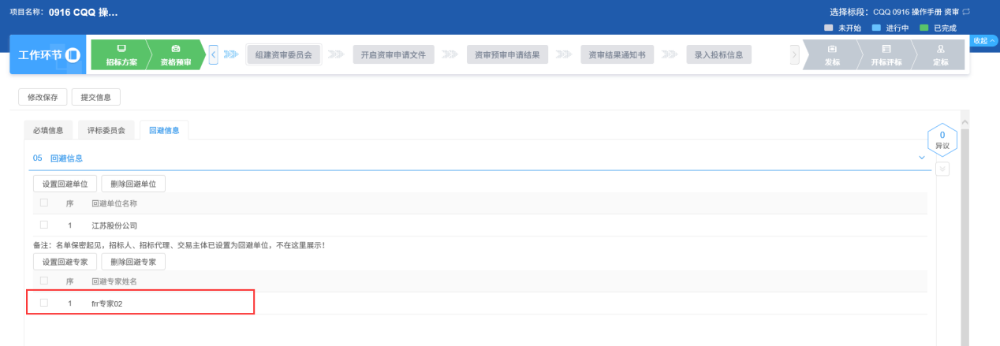 项目名称: 0916 CQQ 操...
选择标段: CQQ 0916 操作手册 资审
未开始 进行中 已完成
收起
工作环节
招标方案 资格预审 组建资审委员会 开启资审申请文件 资审预审申请结果 资审结果通知书 录入投标信息 发标 开标评标 定标
修改保存 提交信息
必填信息 评标委员会 回避信息
0
异议
05 回避信息
设置回避单位 删除回避单位
序 回避单位名称
1 江苏股份公司
备注: 名单保密起见, 招标人、招标代理、交易主体已设置为回避单位, 不在这里展示!
设置回避专家 删除回避专家
序 回避专家姓名
1 frr专家02